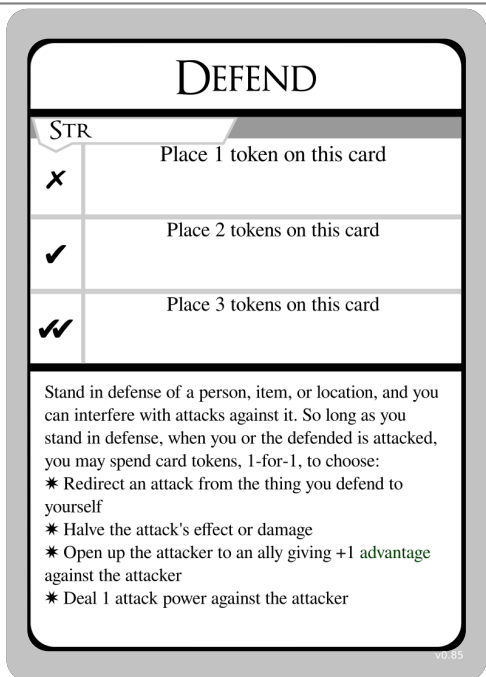 DEFEND
STR
✗ Place 1 token on this card
✔ Place 2 tokens on this card
✔✔ Place 3 tokens on this card
Stand in defense of a person, item, or location, and you
can interfere with attacks against it. So long as you
stand in defense, when you or the defended is attacked,
you may spend card tokens, 1-for-1, to choose:
✷ Redirect an attack from the thing you defend to
yourself
✷ Halve the attack's effect or damage
✷ Open up the attacker to an ally giving +1 advantage
against the attacker
✷ Deal 1 attack power against the attacker
v0.85